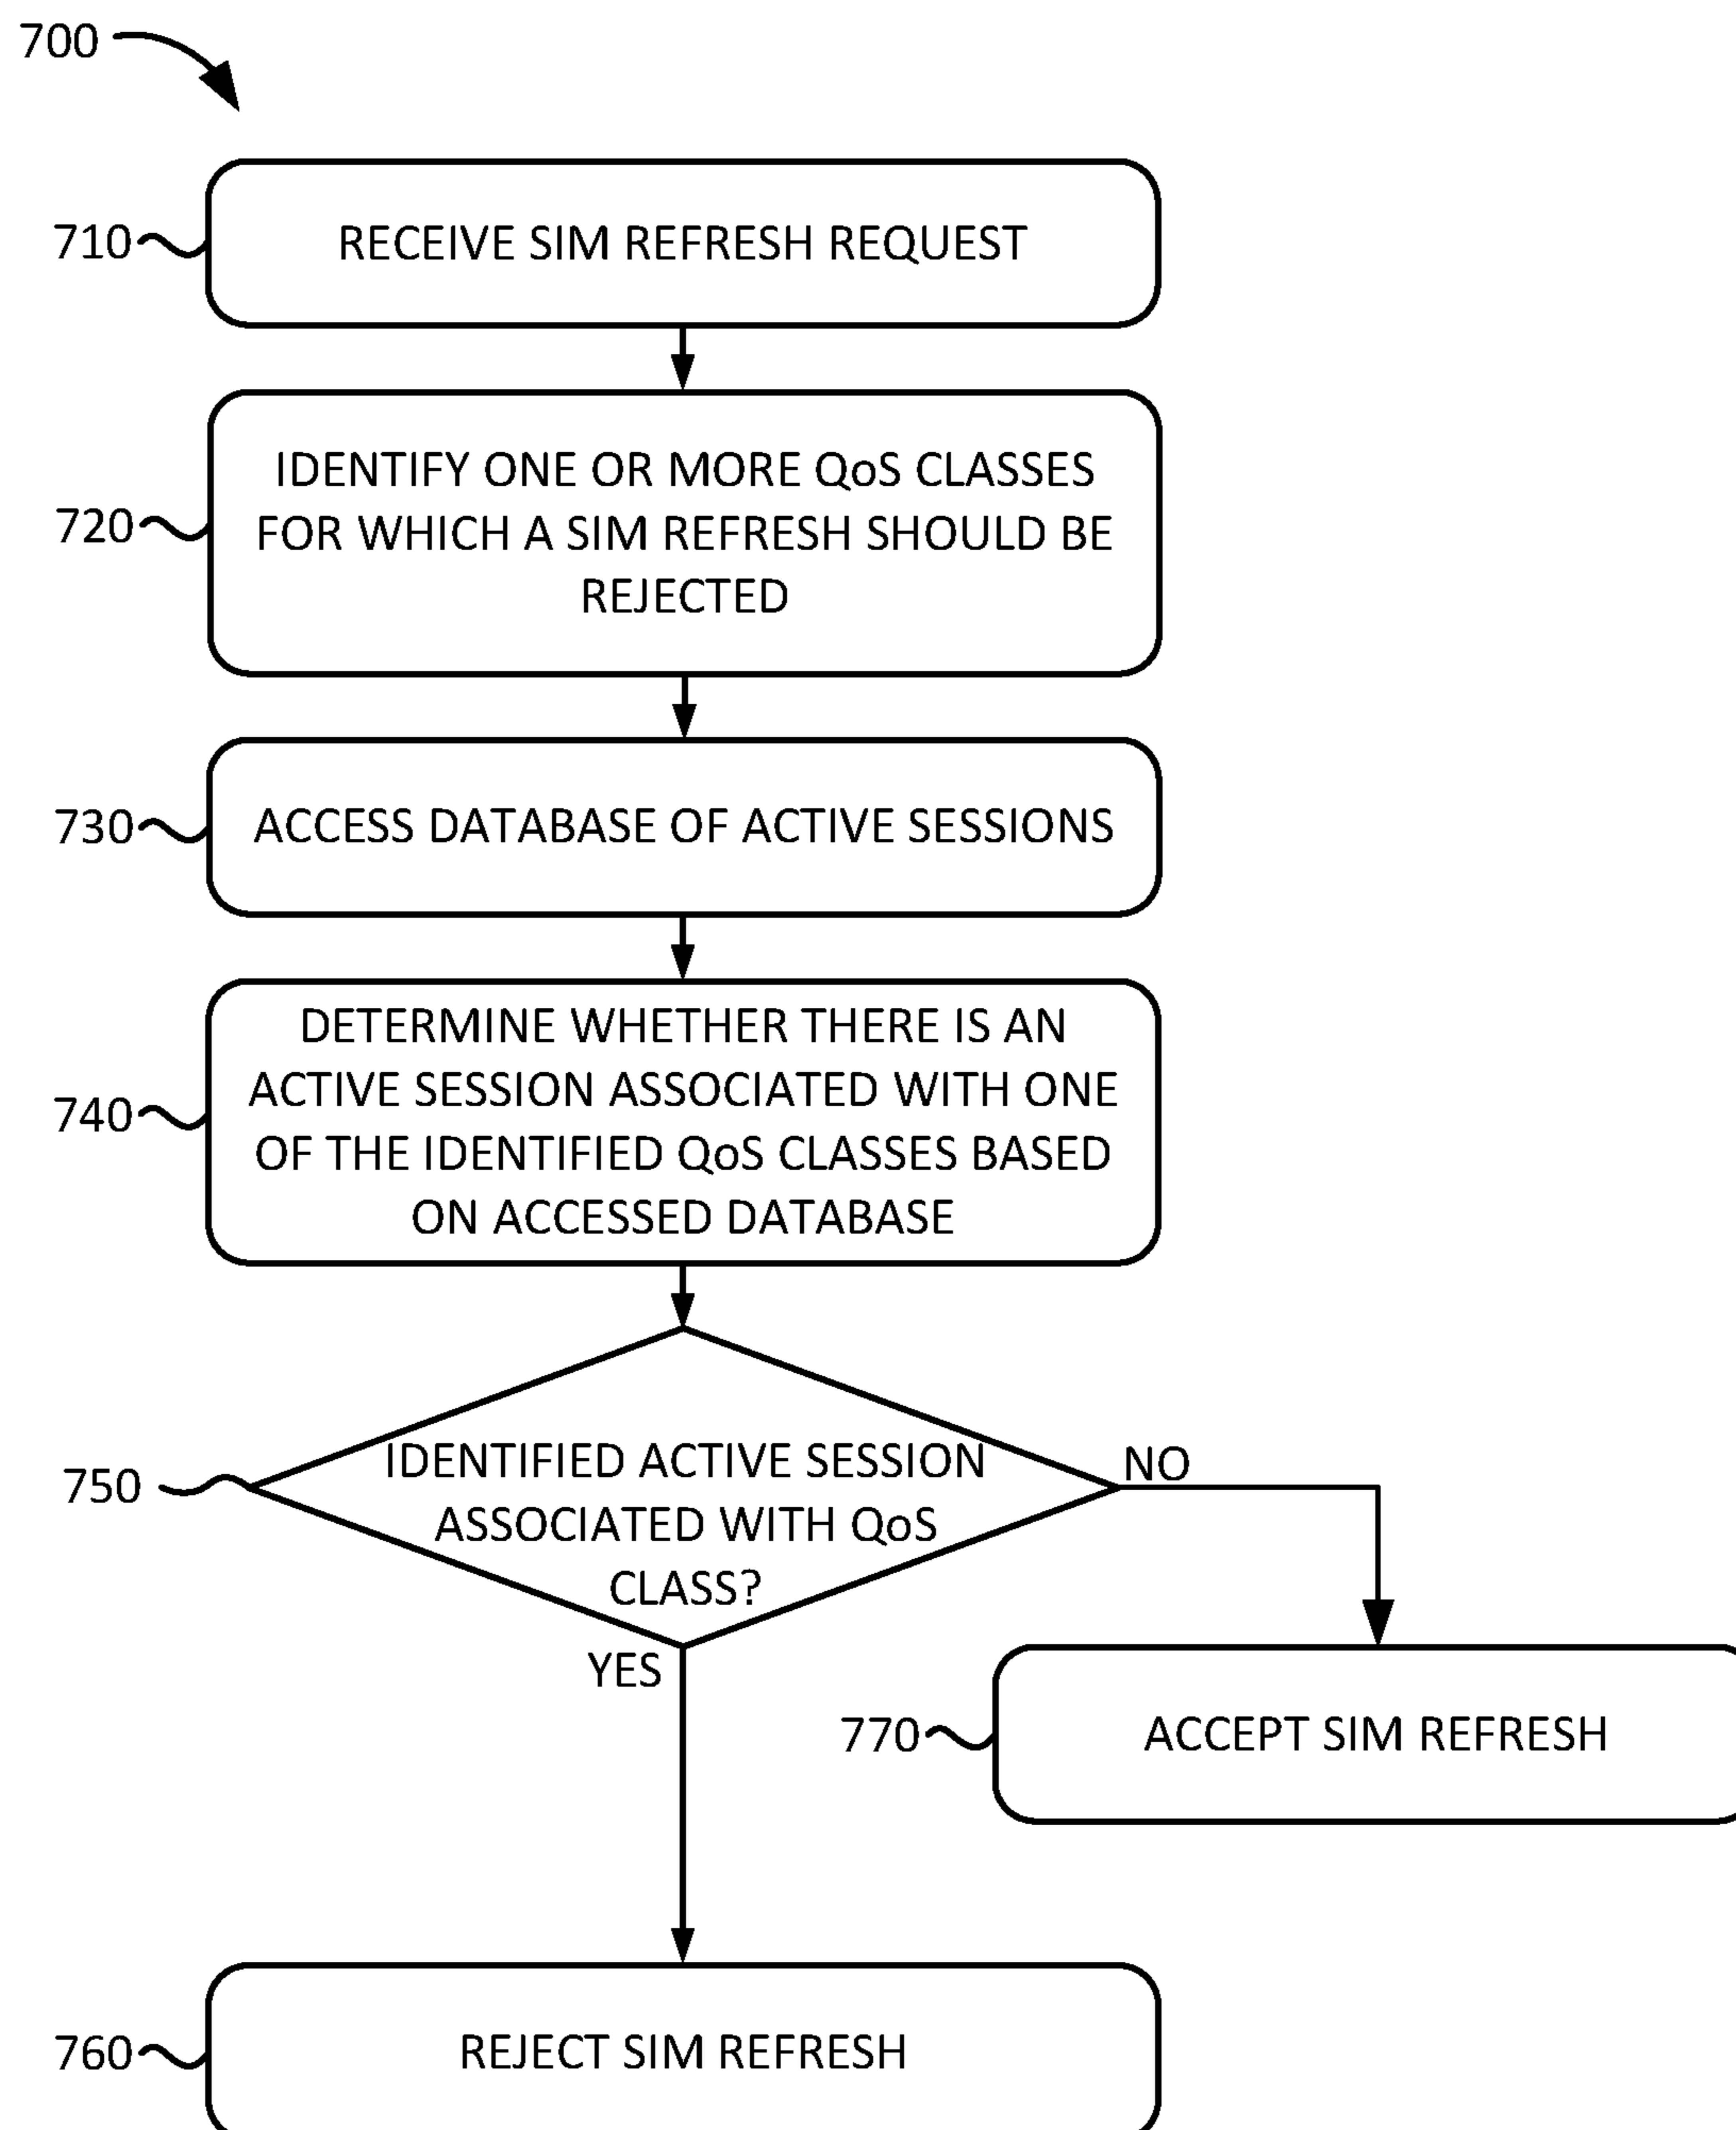 700
710
RECEIVE SIM REFRESH REQUEST
720
IDENTIFY ONE OR MORE QoS CLASSES
FOR WHICH A SIM REFRESH SHOULD BE
REJECTED
730
ACCESS DATABASE OF ACTIVE SESSIONS
740
DETERMINE WHETHER THERE IS AN
ACTIVE SESSION ASSOCIATED WITH ONE
OF THE IDENTIFIED QoS CLASSES BASED
ON ACCESSED DATABASE
750
IDENTIFIED ACTIVE SESSION
ASSOCIATED WITH QoS
CLASS?
NO
YES
770
ACCEPT SIM REFRESH
760
REJECT SIM REFRESH